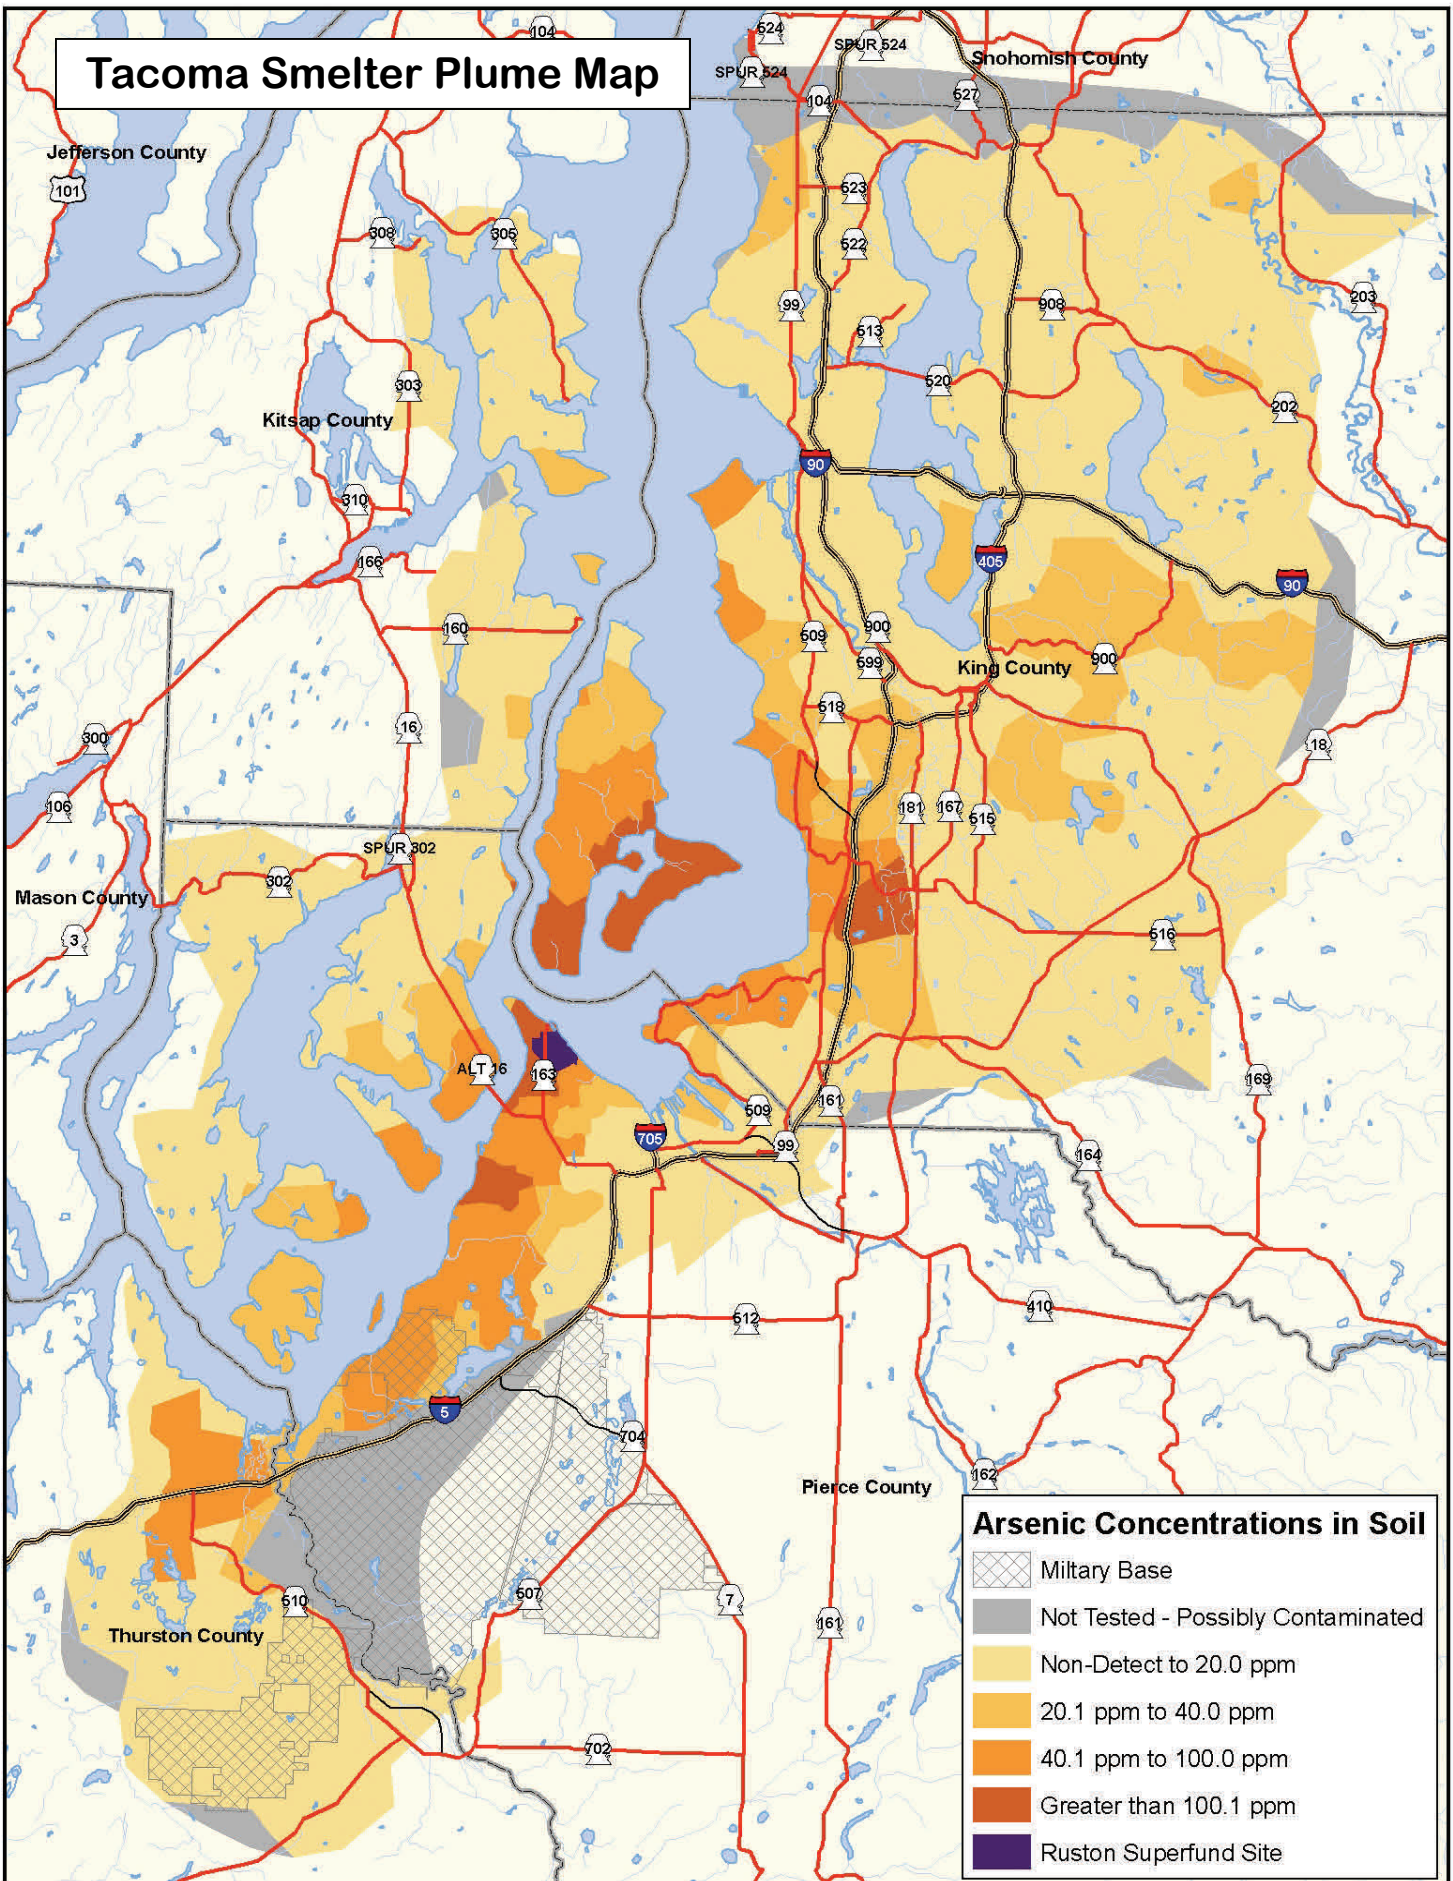 Tacoma Smelter Plume Map
104
524
SPUR 524
Snohomish County
SPUR 524
527
104
Jefferson County
101
523
308
305
522
99
908
203
513
303
520
202
Kitsap County
90
310
166
405
90
160
509
900
599
King County
900
16
518
300
18
106
181
167
515
SPUR 302
302
Mason County
3
516
ALT 16
163
169
161
509
705
99
164
410
512
5
704
162
Pierce County
507
7
510
161
Thurston County
702
Arsenic Concentrations in Soil
Miltary Base
Not Tested - Possibly Contaminated
Non-Detect to 20.0 ppm
20.1 ppm to 40.0 ppm
40.1 ppm to 100.0 ppm
Greater than 100.1 ppm
Ruston Superfund Site